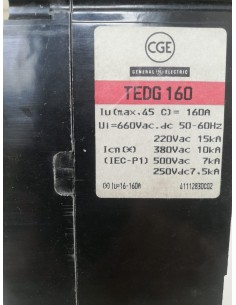 CGE
GENERAL ELECTRIC
TEDG 160
Iu(max.45 C)= 160A
Ui=660Vac.dc 50-60Hz
220Vac 15kA
Icn(x) 380Vac 10kA
(IEC-P1) 500Vac 7kA
250Vdc7.5kA
(X) Iu=16-160A